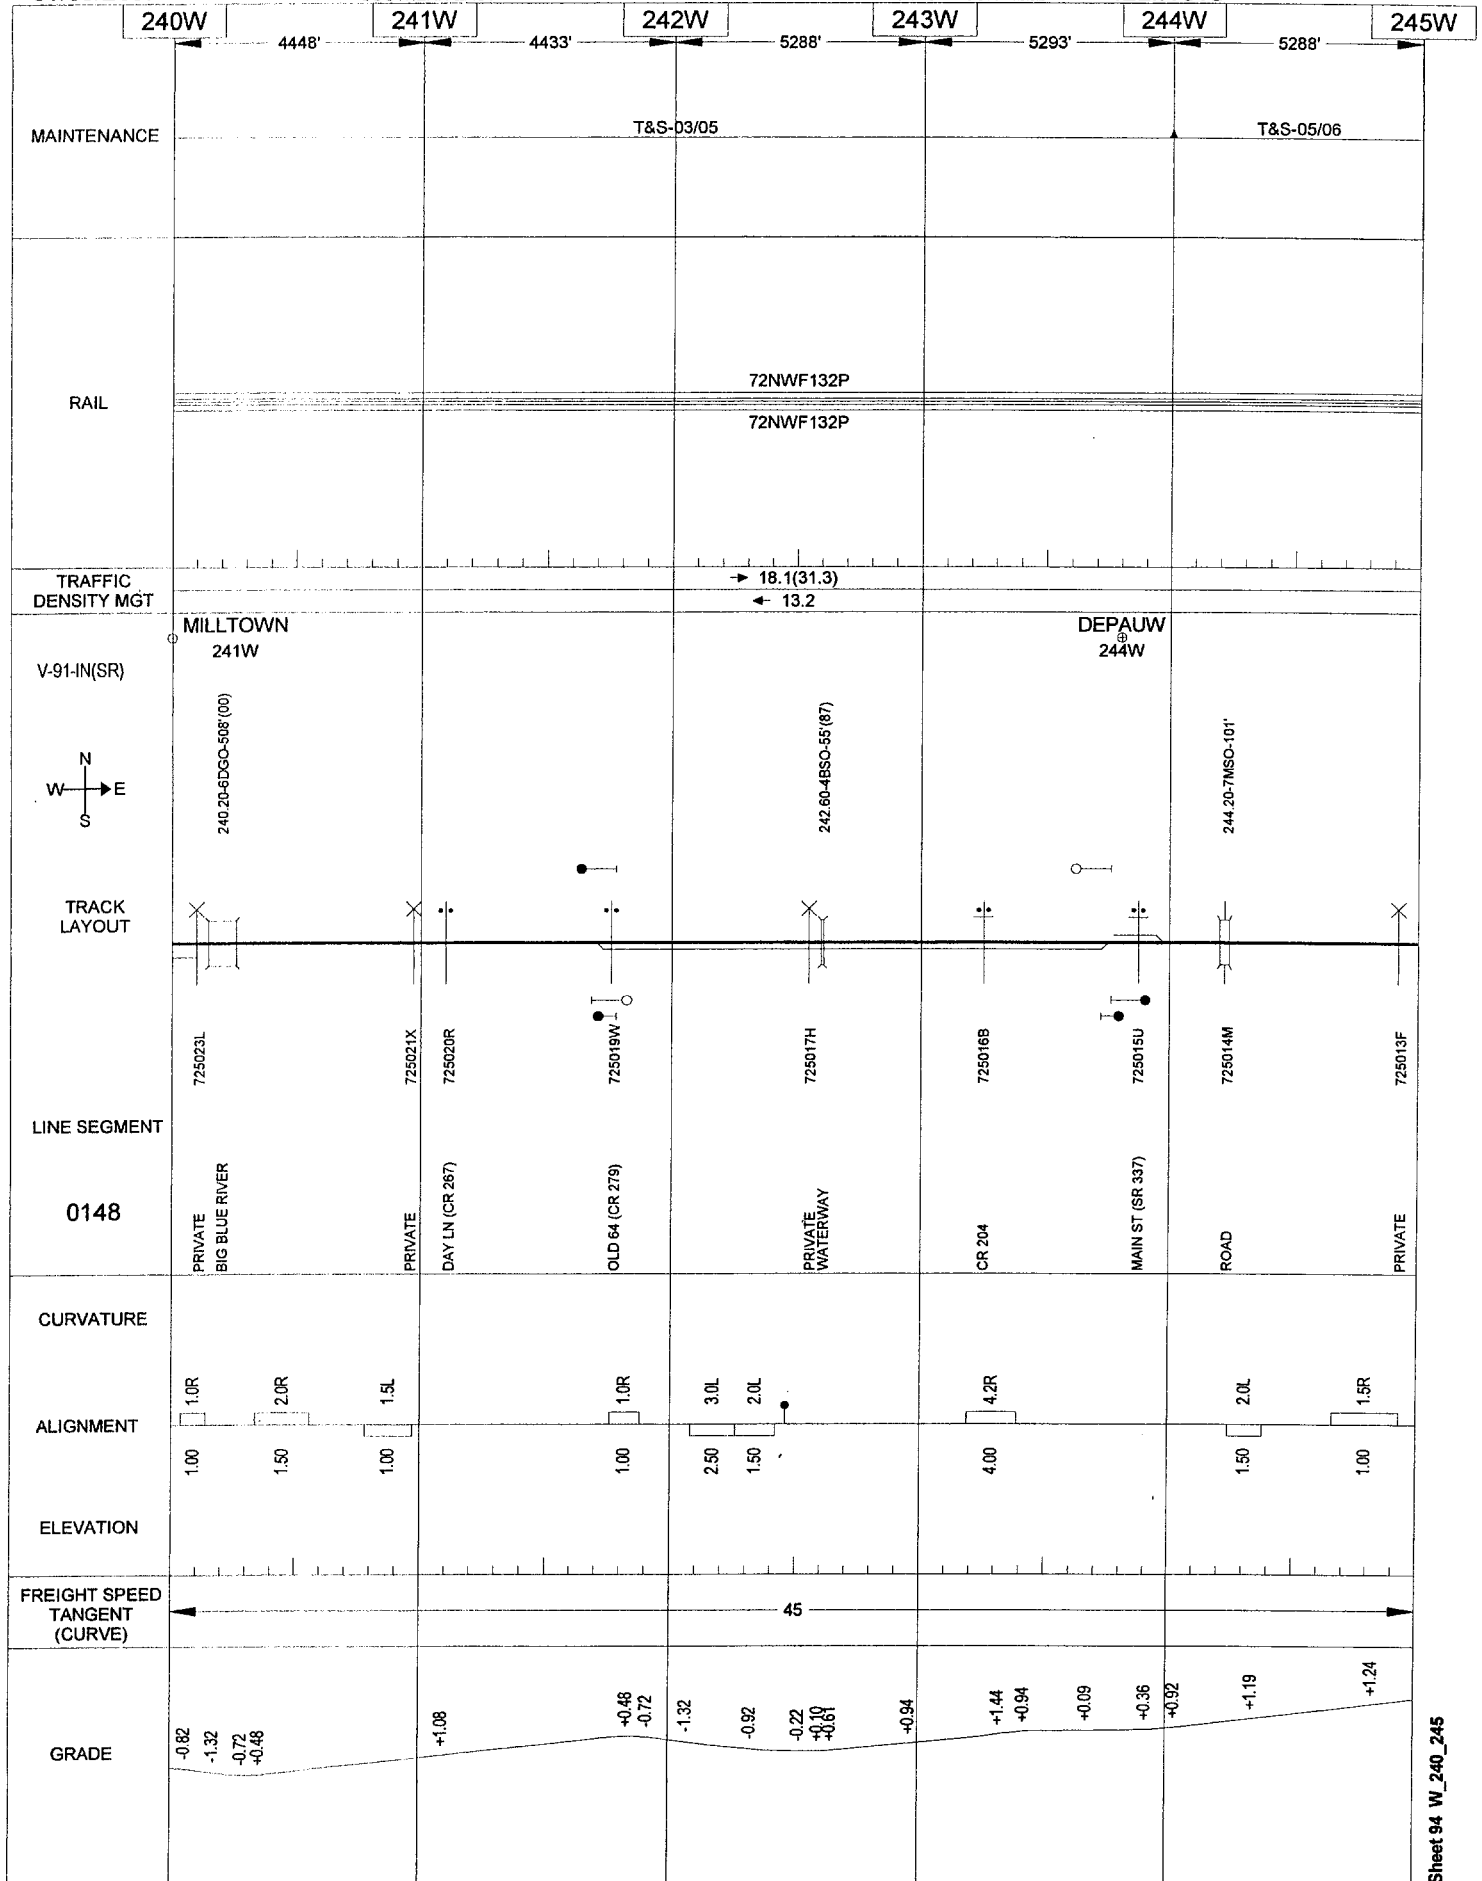 240W 241W 242W 243W 244W 245W
4448' 4433' 5288' 5293' 5288'
MAINTENANCE
T&S-03/05 T&S-05/06
72NWF132P
RAIL
72NWF132P
TRAFFIC
DENSITY MGT
18.1(31.3)
13.2
MILLTOWN
241W
DEPAUW
244W
V-91-IN(SR)
N
W E
S
240.20-6DGO-508'(00)
242.60-4BSO-55'(87)
244.20-7MSO-101'
TRACK
LAYOUT
725023L
725021X
725020R
725019W
725017H
725016B
725015U
725014M
725013F
LINE SEGMENT
0148
PRIVATE
BIG BLUE RIVER
PRIVATE
DAY LN (CR 267)
OLD 64 (CR 279)
PRIVATE
WATERWAY
CR 204
MAIN ST (SR 337)
ROAD
PRIVATE
CURVATURE
1.0R 2.0R 1.5L 1.0R 3.0L 2.0L 4.2R 2.0L 1.5R
ALIGNMENT
1.00 1.50 1.00 1.00 2.50 1.50 4.00 1.50 1.00
ELEVATION
FREIGHT SPEED
TANGENT
(CURVE)
45
GRADE
-0.82
-1.32
-0.72
+0.48
+1.08
+0.48
-0.72
-1.32
-0.92
-0.22
+0.10
+0.61
+0.94
+1.44
+0.94
+0.09
+0.36
+0.92
+1.19
+1.24
Sheet 94 W_240_245